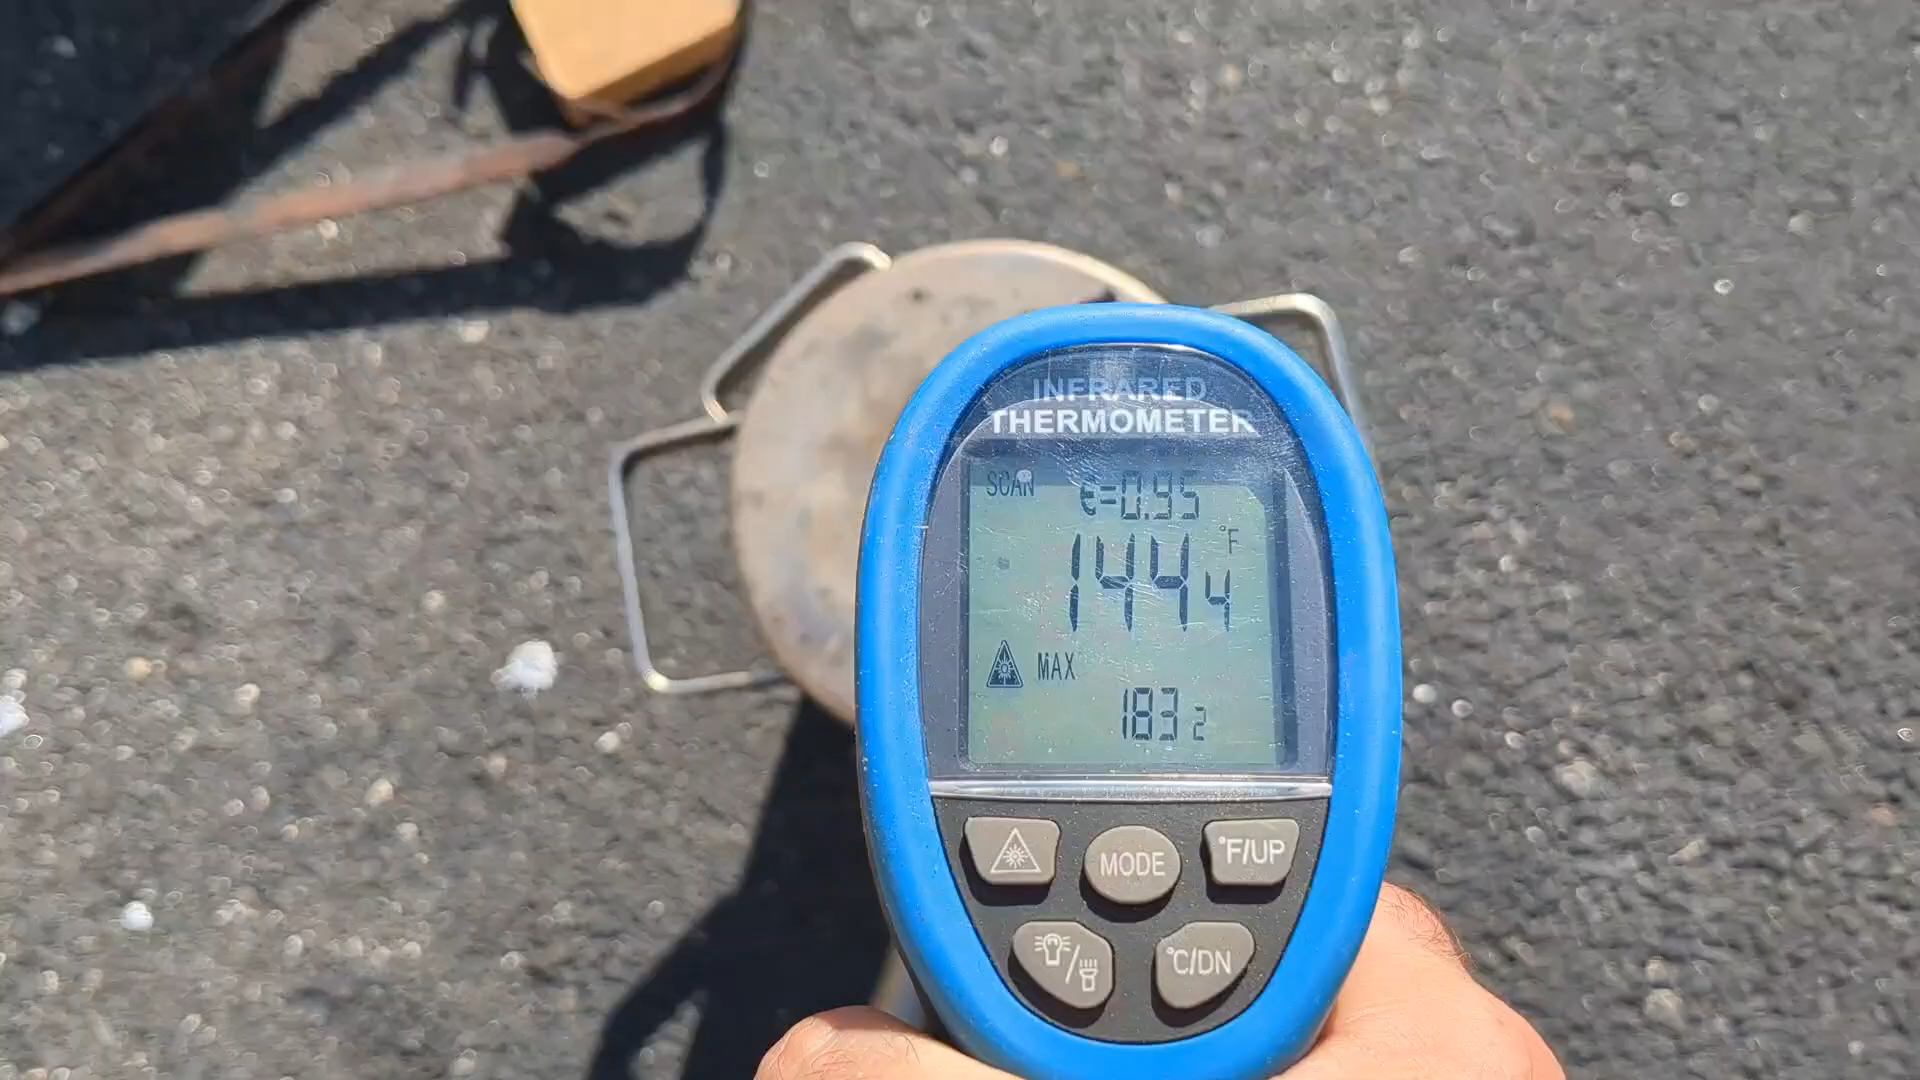 INFRARED
THERMOMETER
SCAN
€=0.95
°F
144 4
MAX
183 2
MODE
°F/UP
°C/DN